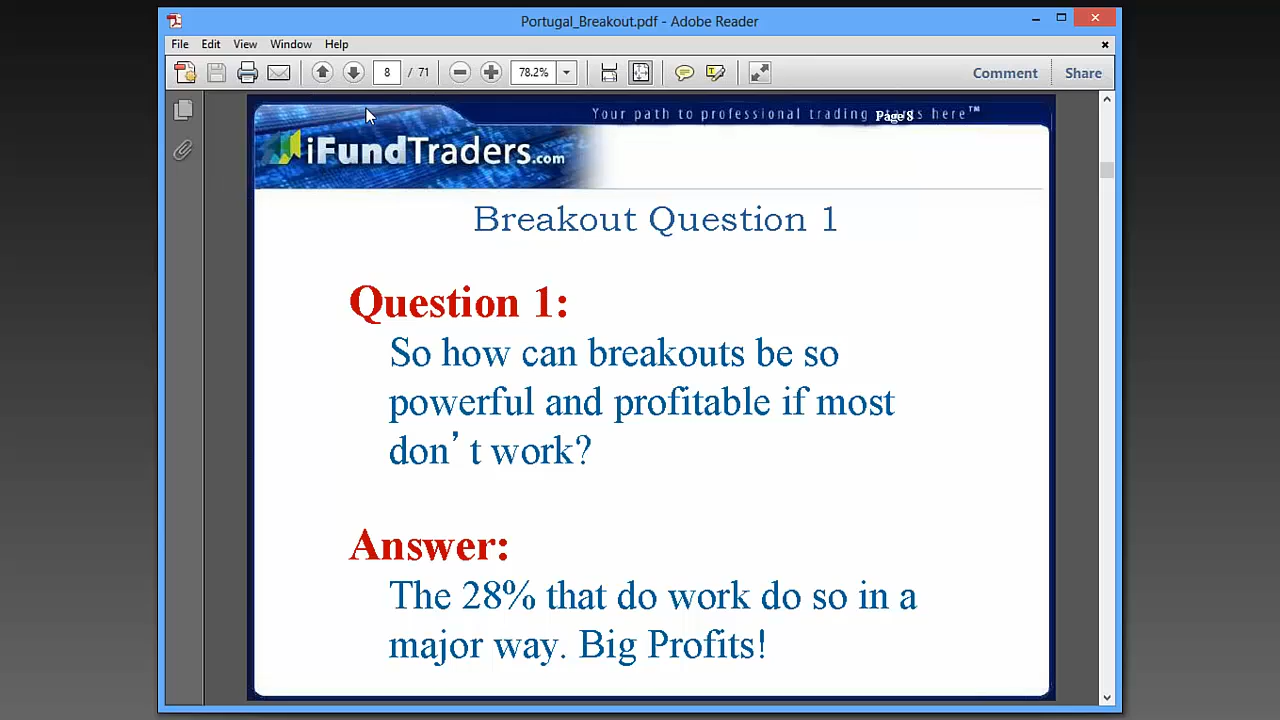 Portugal_Breakout.pdf - Adobe Reader
File Edit View Window Help
8 / 71 78.2% Comment Share
Your path to professional trading starts here™
Page 8
iFundTraders.com
Breakout Question 1
Question 1:
So how can breakouts be so
powerful and profitable if most
don't work?
Answer:
The 28% that do work do so in a
major way. Big Profits!